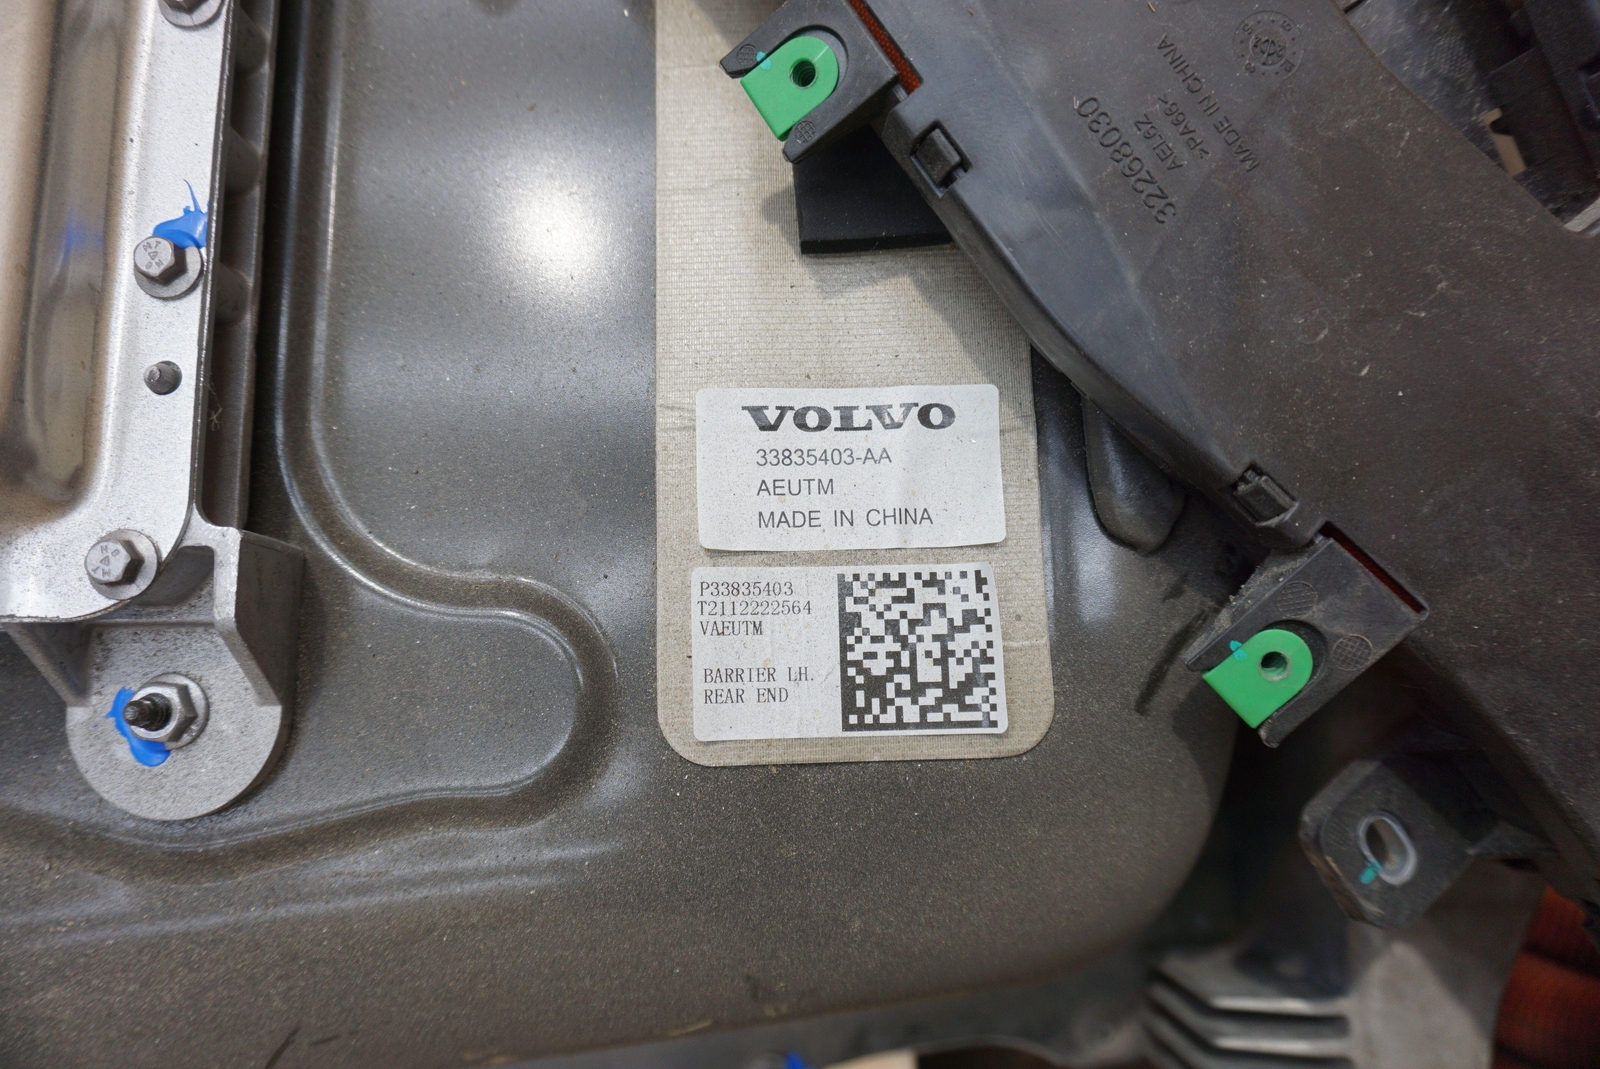 VOLVO
33835403-AA
AEUTM
MADE IN CHINA
P33835403
T2112222564
VAEUTM
BARRIER LH.
REAR END
32268030
AEL6Z
>PA66<
MADE IN CHINA